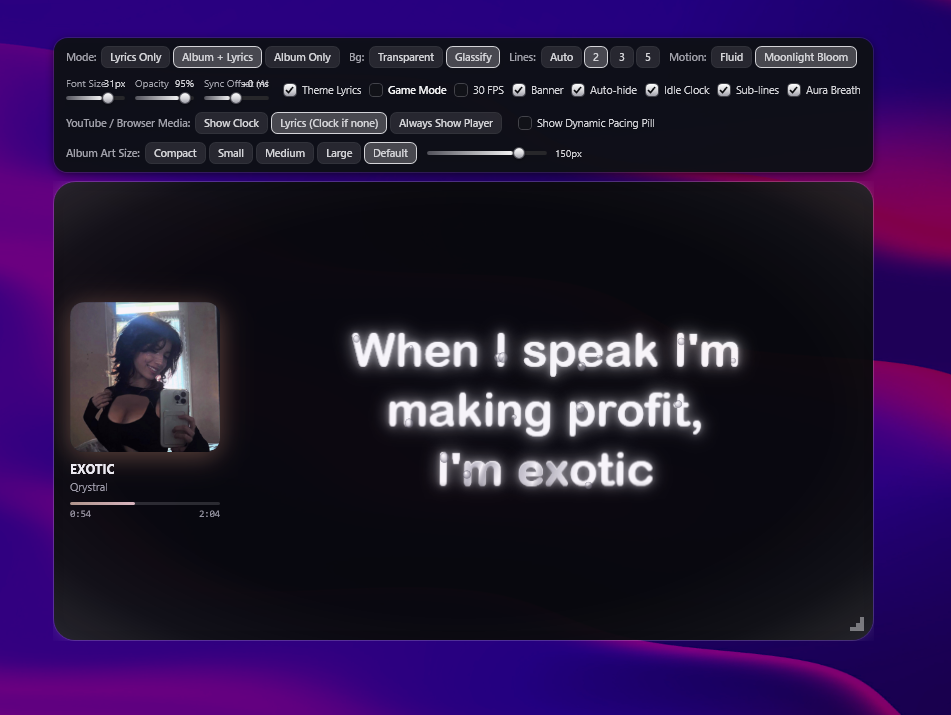 Mode: Lyrics Only Album + Lyrics Album Only Bg: Transparent Glassify Lines: Auto 2 3 5 Motion: Fluid Moonlight Bloom
Font Size 31px Opacity 95% Sync Offset (ms)
Theme Lyrics Game Mode 30 FPS Banner Auto-hide Idle Clock Sub-lines Aura Breath
YouTube / Browser Media: Show Clock Lyrics (Clock if none) Always Show Player Show Dynamic Pacing Pill
Album Art Size: Compact Small Medium Large Default 150px
When I speak I'm
making profit,
I'm exotic
EXOTIC
Qrystral
0:54 2:04